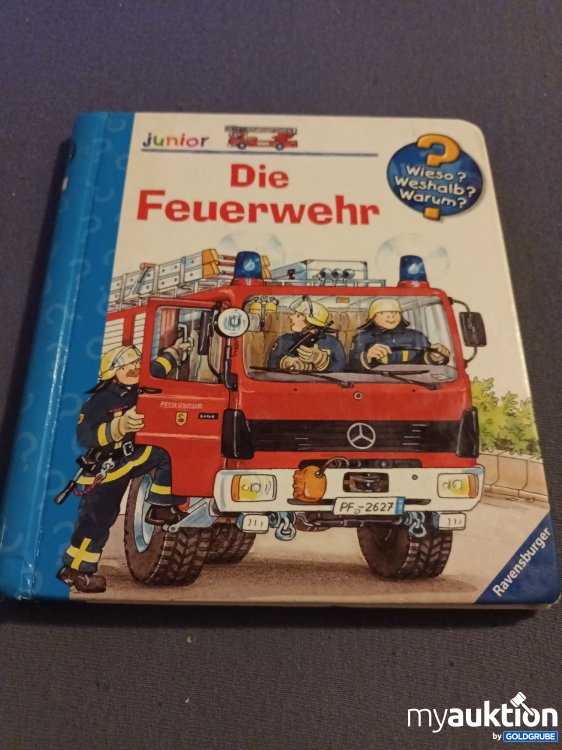 junior
Die
Feuerwehr
Wieso?
Weshalb?
Warum?
FEUERWEHR
PF 2627
Ravensburger
myauktion
by GOLDGRUBE